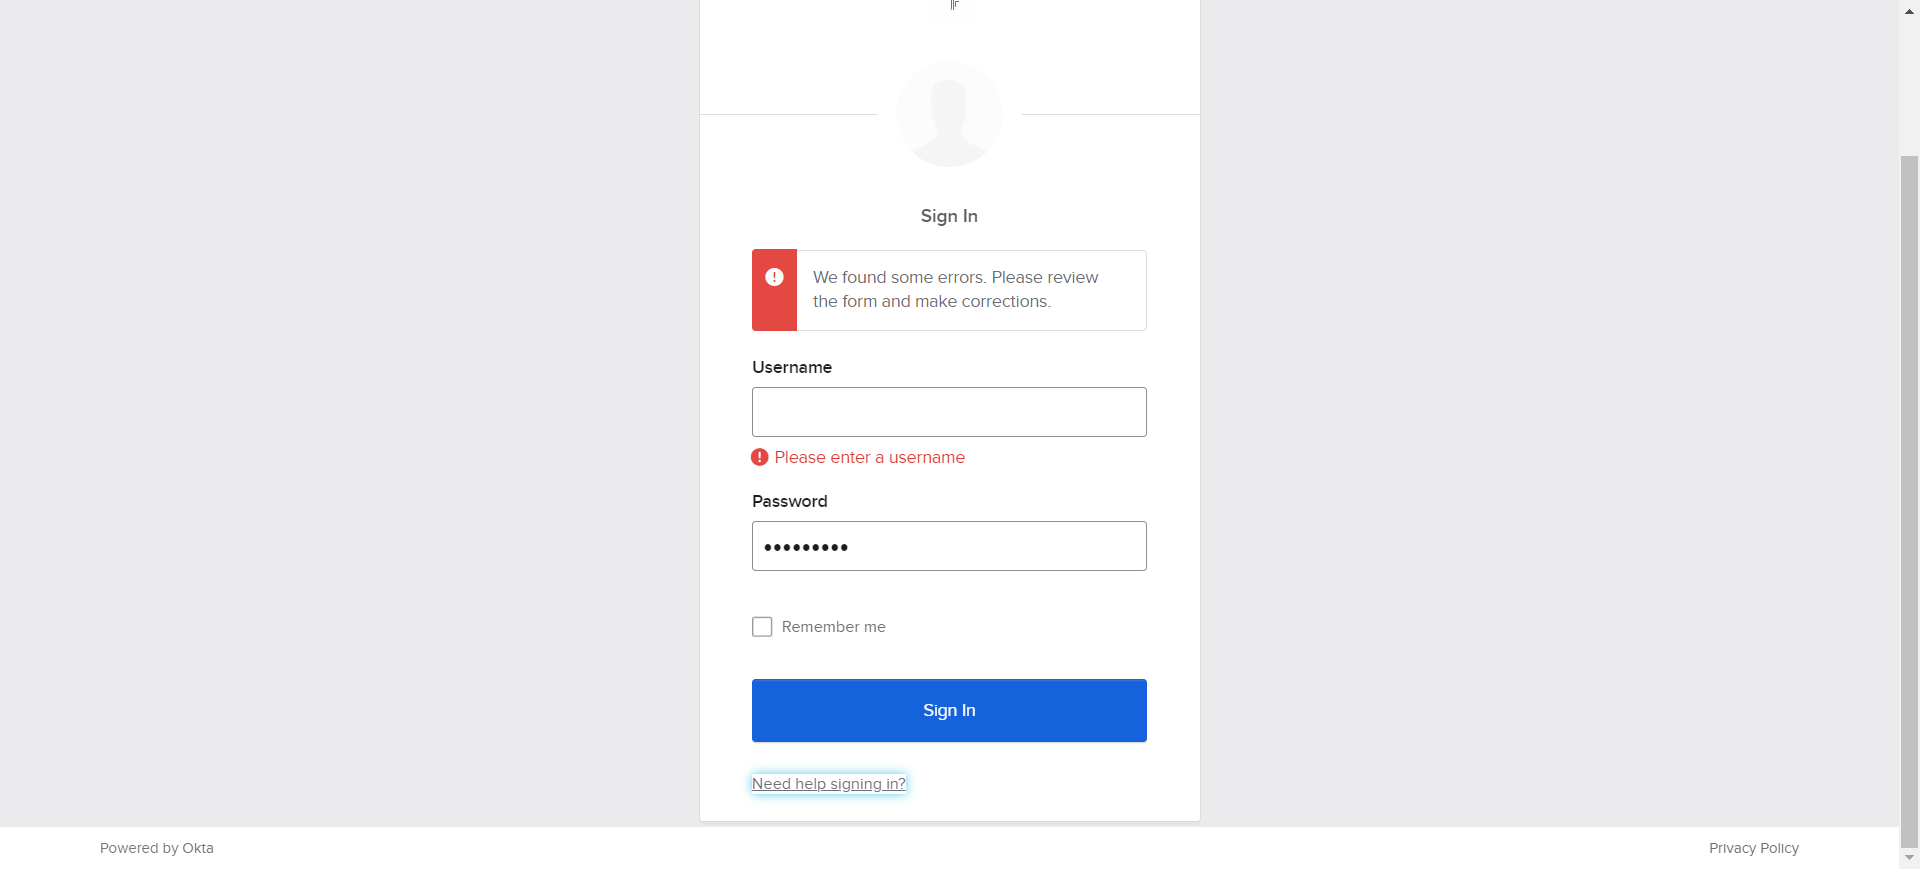 Sign In
We found some errors. Please review
the form and make corrections.
Username
Please enter a username
Password
•••••••••
Remember me
Sign In
Need help signing in?
Powered by Okta
Privacy Policy